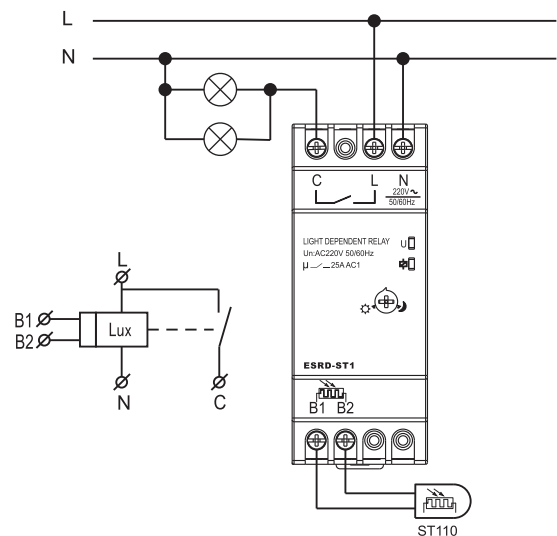 L
N
C L N
220V~
50/60Hz
LIGHT DEPENDENT RELAY U
Un:AC220V 50/60Hz
μ 25A AC1
ESRD-ST1
B1 B2
L
B1
B2
Lux
N C
ST110